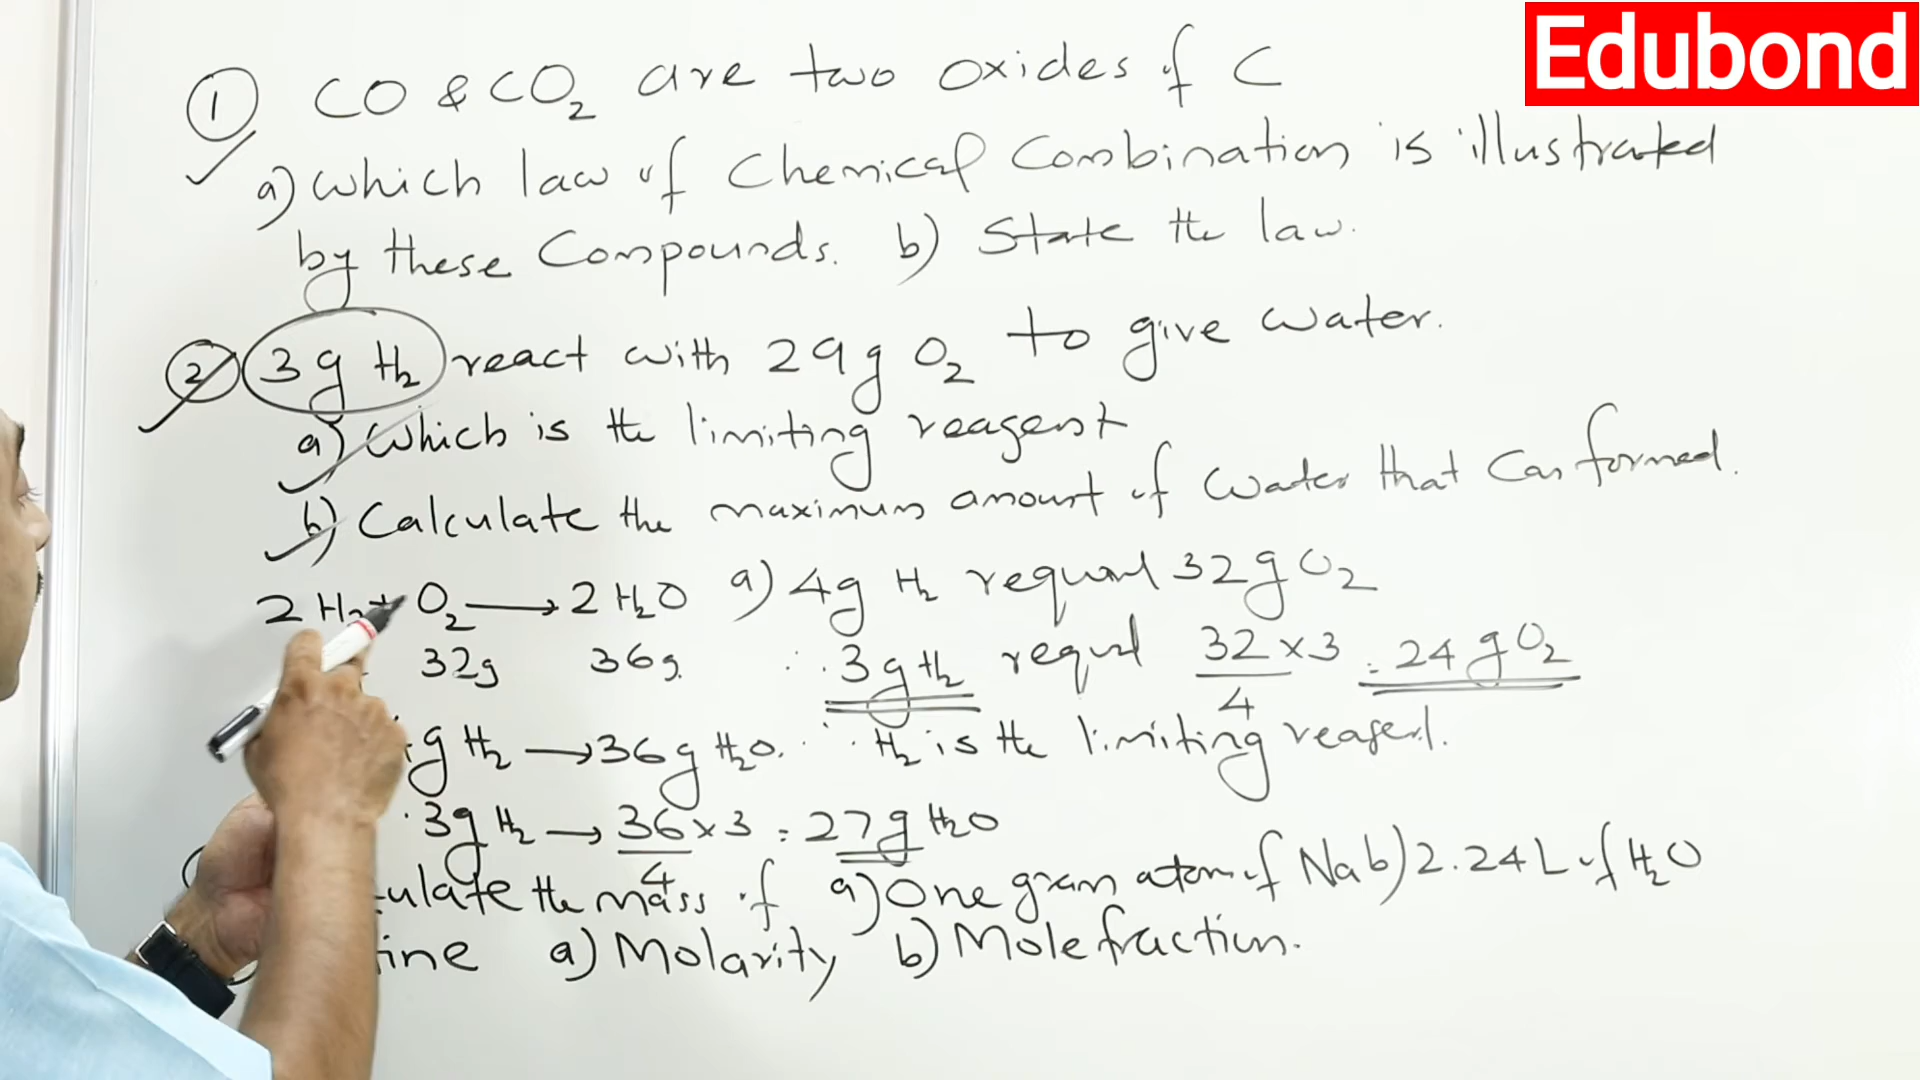 Edubond
① CO & CO₂ are two oxides of C
a) which law of Chemical Combination is illustrated
by these Compounds. b) State the law.
② 3g H₂ react with 29g O₂ to give water.
a) Which is the limiting reagent
b) Calculate the maximum amount of water that can formed.
2H₂ + O₂ → 2H₂O a) 4g H₂ required 32g O₂
32g 36g. ∴ 3g H₂ requd 32 × 3 / 4 = 24g O₂
g H₂ → 36g H₂O. ∴ H₂ is the limiting reagent.
3g H₂ → 36 × 3 / 4 = 27g H₂O
culate the mass of a) One gram atom of Na b) 2.24L of H₂O
ine a) Molarity b) Mole fraction.